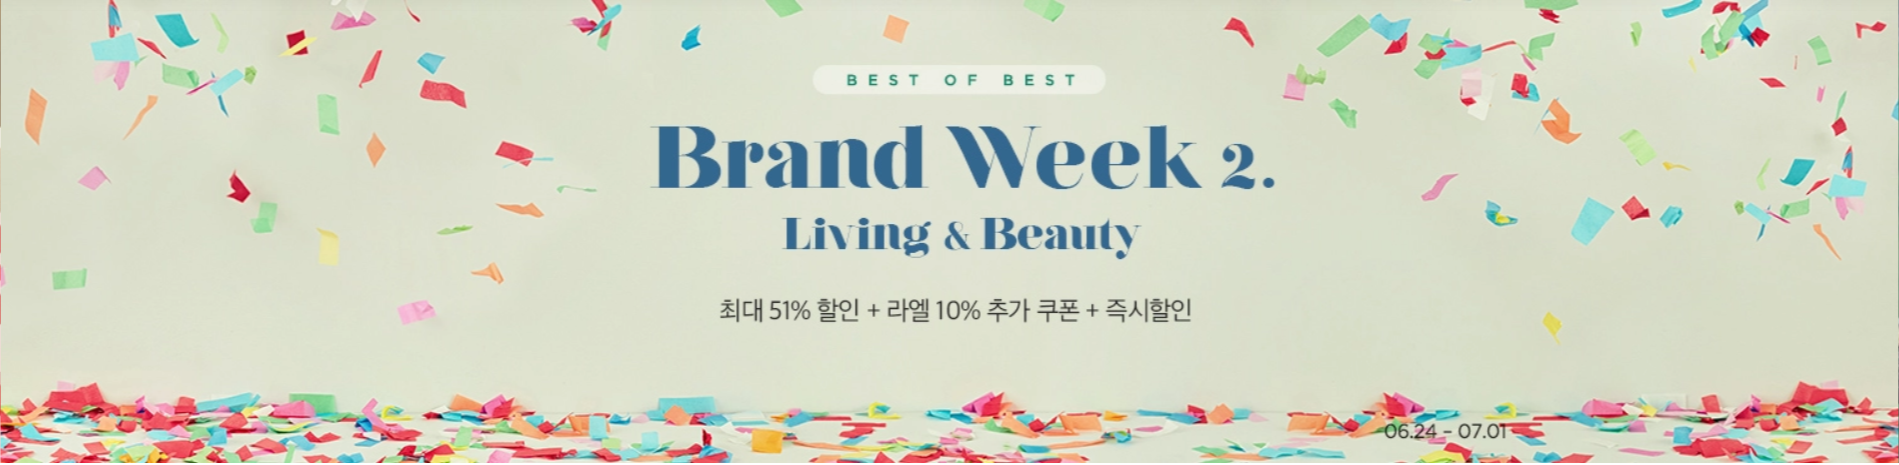 BEST OF BEST
Brand Week 2.
Living & Beauty
최대 51% 할인 + 라엘 10% 추가 쿠폰 + 즉시할인
06.24 - 07.01